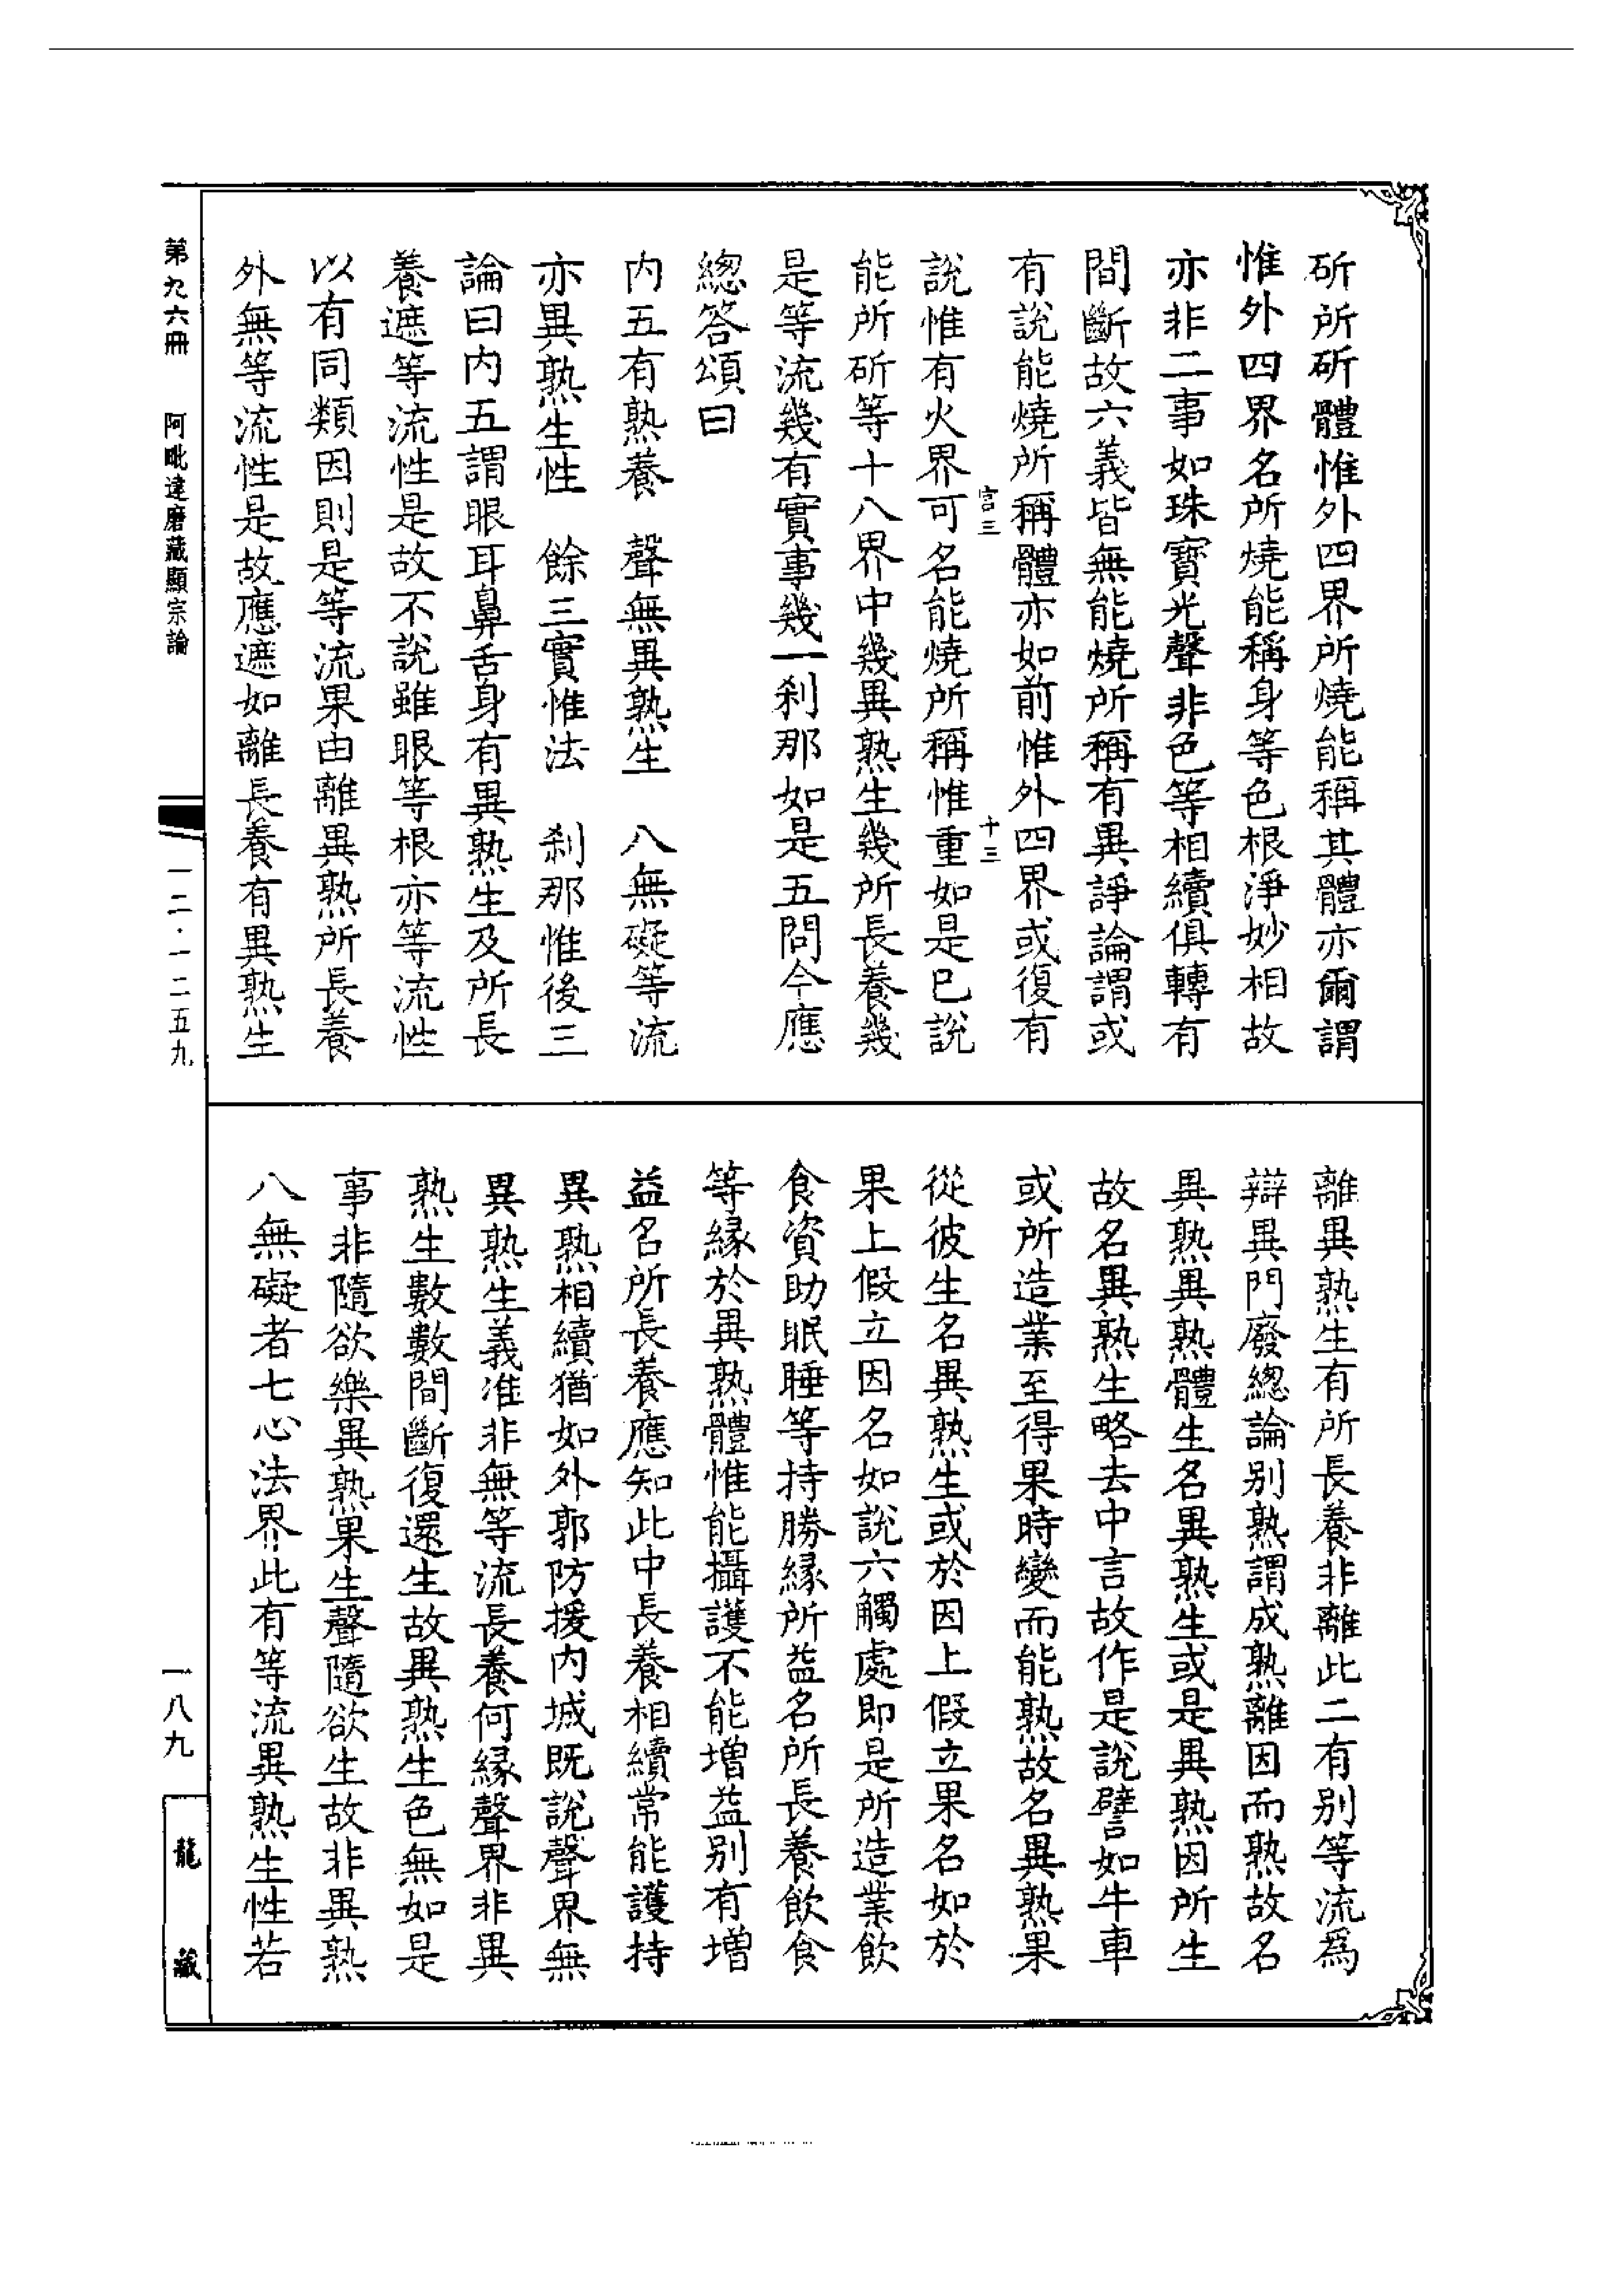 斫所斫體惟外四界所燒能稱其體亦爾謂
惟外四界名所燒能稱身等色根淨妙相故
亦非二事如珠寶光聲非色等相續俱轉有
間斷故六義皆無能燒所稱有異諍論謂或
有說能燒所稱體亦如前惟外四界或復有
宫三
十三
說惟有火界可名能燒所稱惟重如是已說
能所斫等十八界中幾異熟生幾所長養幾
是等流幾有實事幾一刹那如是五問今應
總答頌曰
内五有熟養　聲無異熟生　八無礙等流
亦異熟生性　餘三實惟法　刹那惟後三
論曰内五謂眼耳鼻舌身有異熟生及所長
養遮等流性是故不說雖眼等根亦等流性
以有同類因則是等流果由離異熟所長養
外無等流性是故應遮如離長養有異熟生
離異熟生有所長養非離此二有别等流爲
辯異門廢總論别熟謂成熟離因而熟故名
異熟異熟體生名異熟生或是異熟因所生
故名異熟生略去中言故作是說譬如牛車
或所造業至得果時變而能熟故名異熟果
從彼生名異熟生或於因上假立果名如於
果上假立因名如說六觸處即是所造業飲
食資助眠睡等持勝緣所益名所長養飲食
等緣於異熟體惟能攝護不能增益别有增
益名所長養應知此中長養相續常能護持
異熟相續猶如外郭防援内城既說聲界無
異熟生義准非無等流長養何緣聲界非異
熟生數數間斷復還生故異熟生色無如是
事非隨欲樂異熟果生聲隨欲生故非異熟
八無礙者七心法界此有等流異熟生性若
第九六冊　阿毗達磨藏顯宗論
一二·一二五九
一八九
龍藏